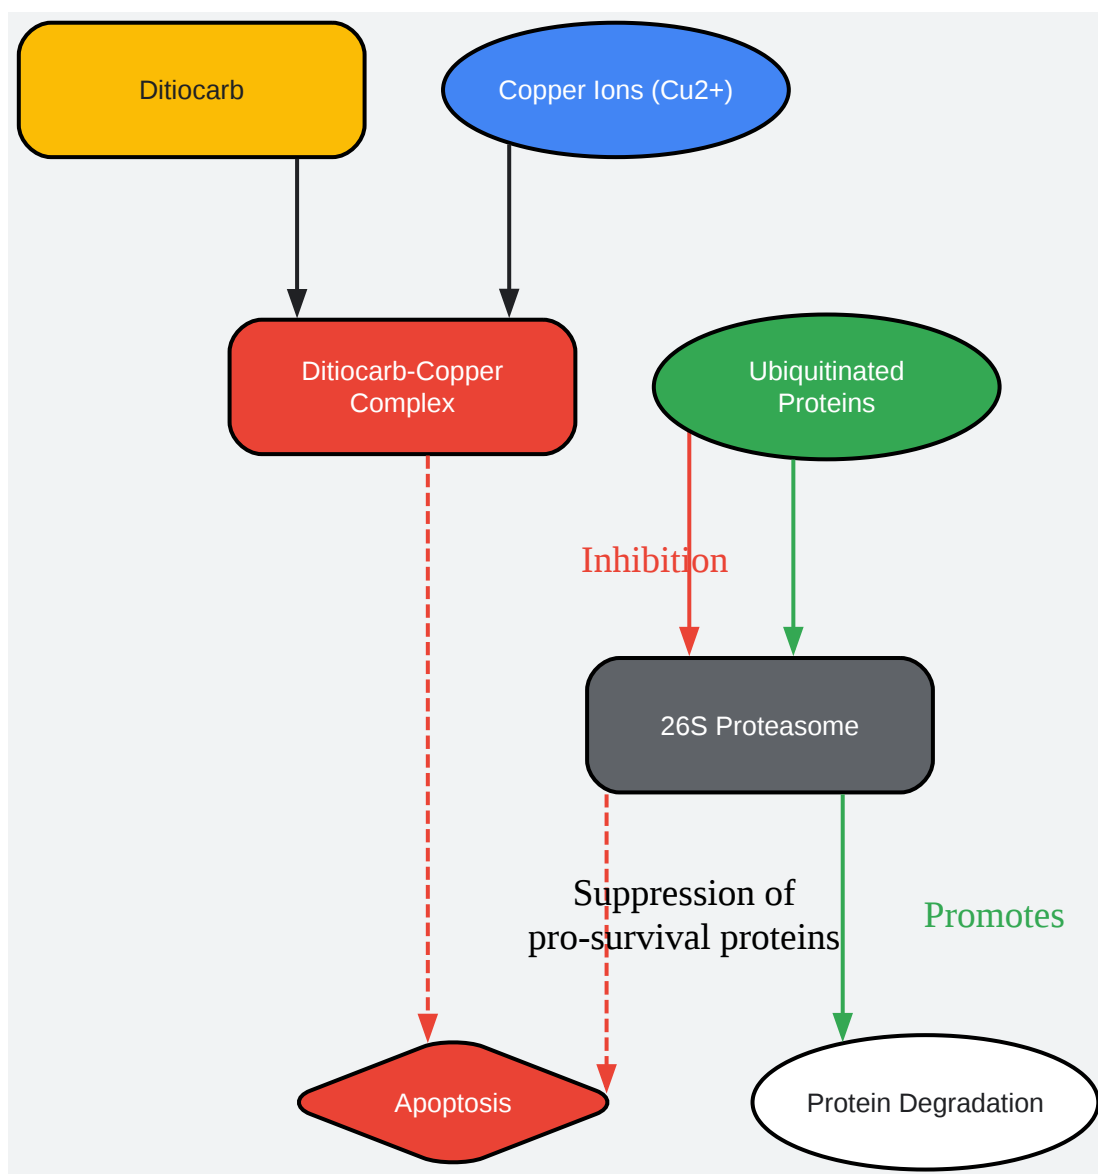 Ditiocarb
Copper Ions (Cu2+)
Ditiocarb-Copper
Complex
Ubiquitinated
Proteins
Inhibition
26S Proteasome
Suppression of
pro-survival proteins
Promotes
Apoptosis
Protein Degradation